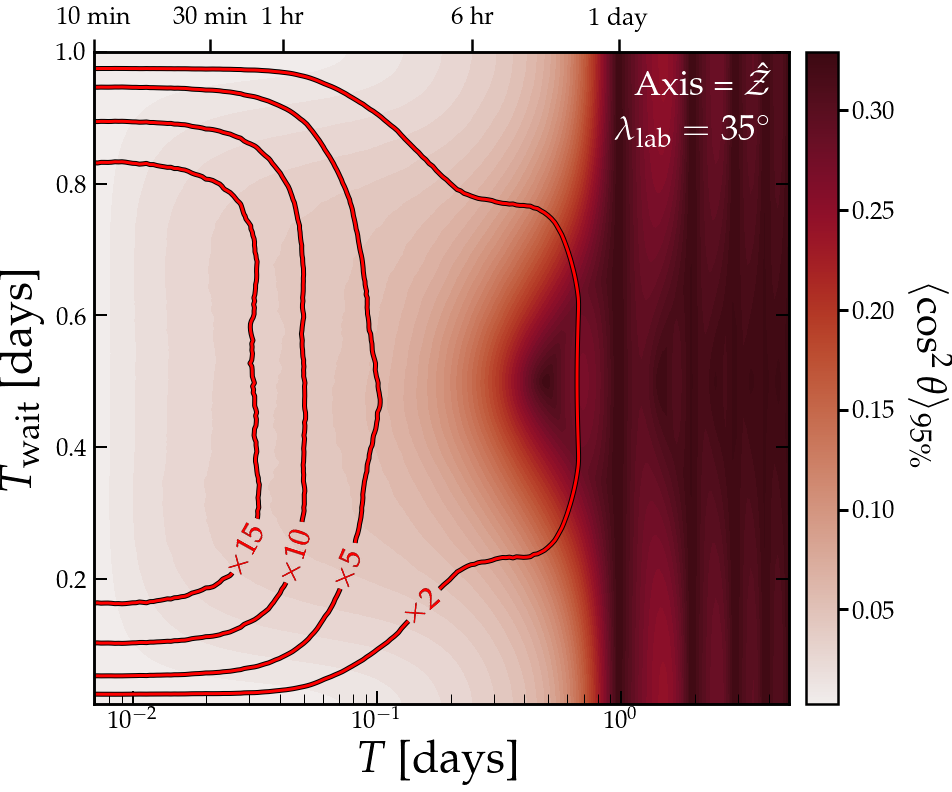 10 min 30 min 1 hr 6 hr 1 day
1.0
0.8
0.6
0.4
0.2
T_wait [days]
Axis = 𝒵̂
λ_lab = 35°
×15
×10
×5
×2
10⁻² 10⁻¹ 10⁰
T [days]
0.30
0.25
0.20
0.15
0.10
0.05
⟨cos² θ⟩95%